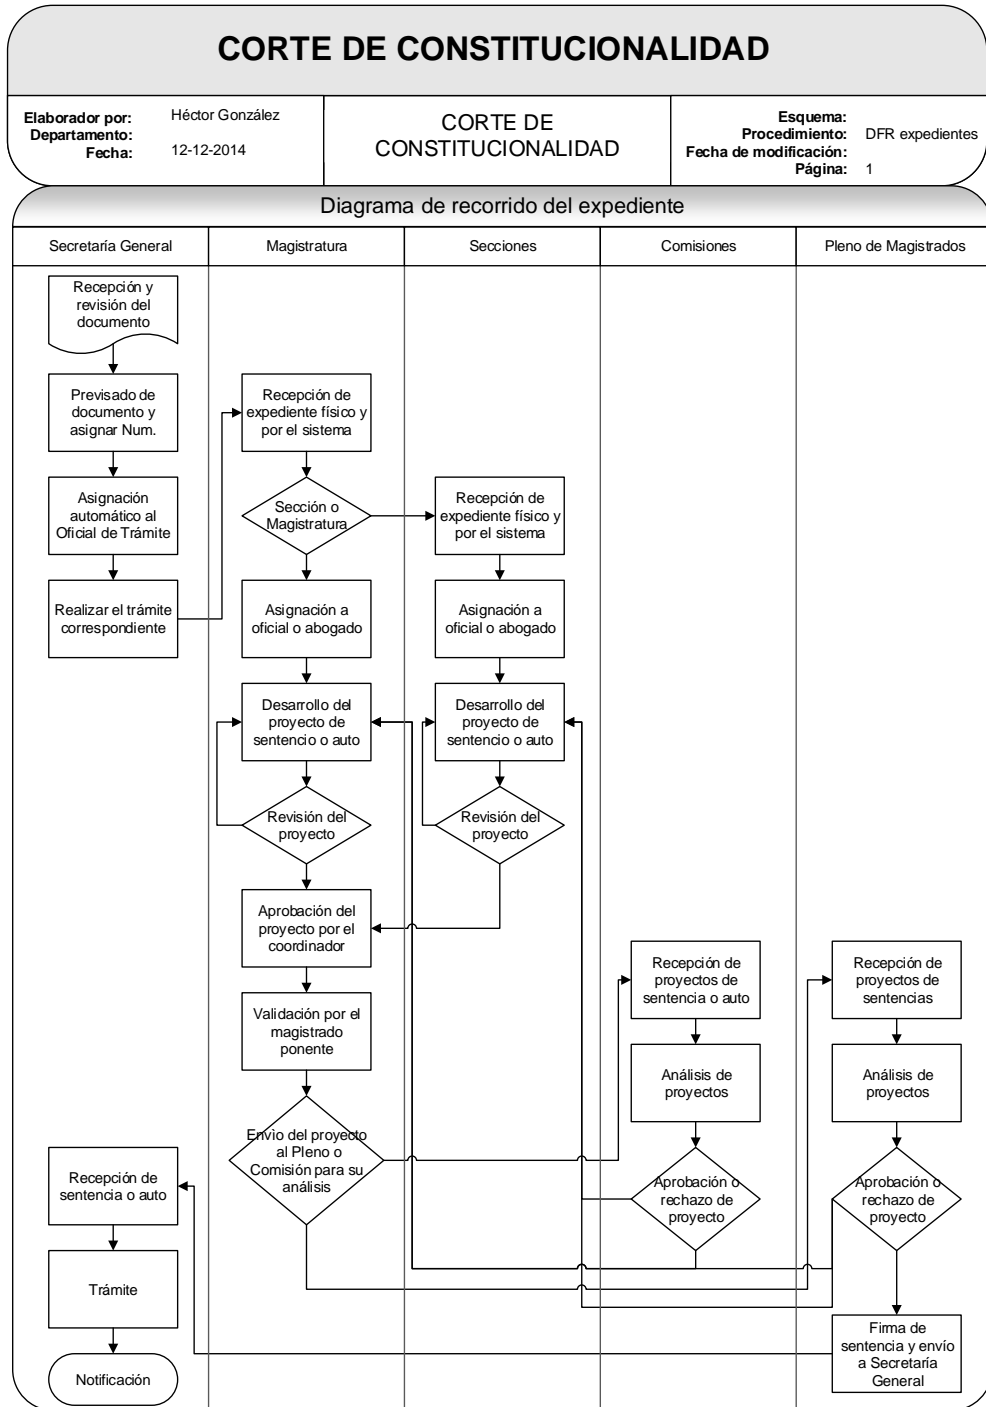 CORTE DE CONSTITUCIONALIDAD
Elaborador por: Héctor González
Departamento:
Fecha: 12-12-2014
CORTE DE
CONSTITUCIONALIDAD
Esquema:
Procedimiento: DFR expedientes
Fecha de modificación:
Página: 1
Diagrama de recorrido del expediente
Secretaría General
Magistratura
Secciones
Comisiones
Pleno de Magistrados
Recepción y
revisión del
documento
Previsado de
documento y
asignar Num.
Asignación
automático al
Oficial de Trámite
Realizar el trámite
correspondiente
Recepción de
expediente físico y
por el sistema
Sección o
Magistratura
Asignación a
oficial o abogado
Desarrollo del
proyecto de
sentencio o auto
Revisión del
proyecto
Aprobación del
proyecto por el
coordinador
Validación por el
magistrado
ponente
Envìo del proyecto
al Pleno o
Comisión para su
análisis
Recepción de
expediente físico y
por el sistema
Asignación a
oficial o abogado
Desarrollo del
proyecto de
sentencio o auto
Revisión del
proyecto
Recepción de
proyectos de
sentencia o auto
Análisis de
proyectos
Aprobación o
rechazo de
proyecto
Recepción de
proyectos de
sentencias
Análisis de
proyectos
Aprobación o
rechazo de
proyecto
Firma de
sentencia y envío
a Secretaría
General
Recepción de
sentencia o auto
Trámite
Notificación